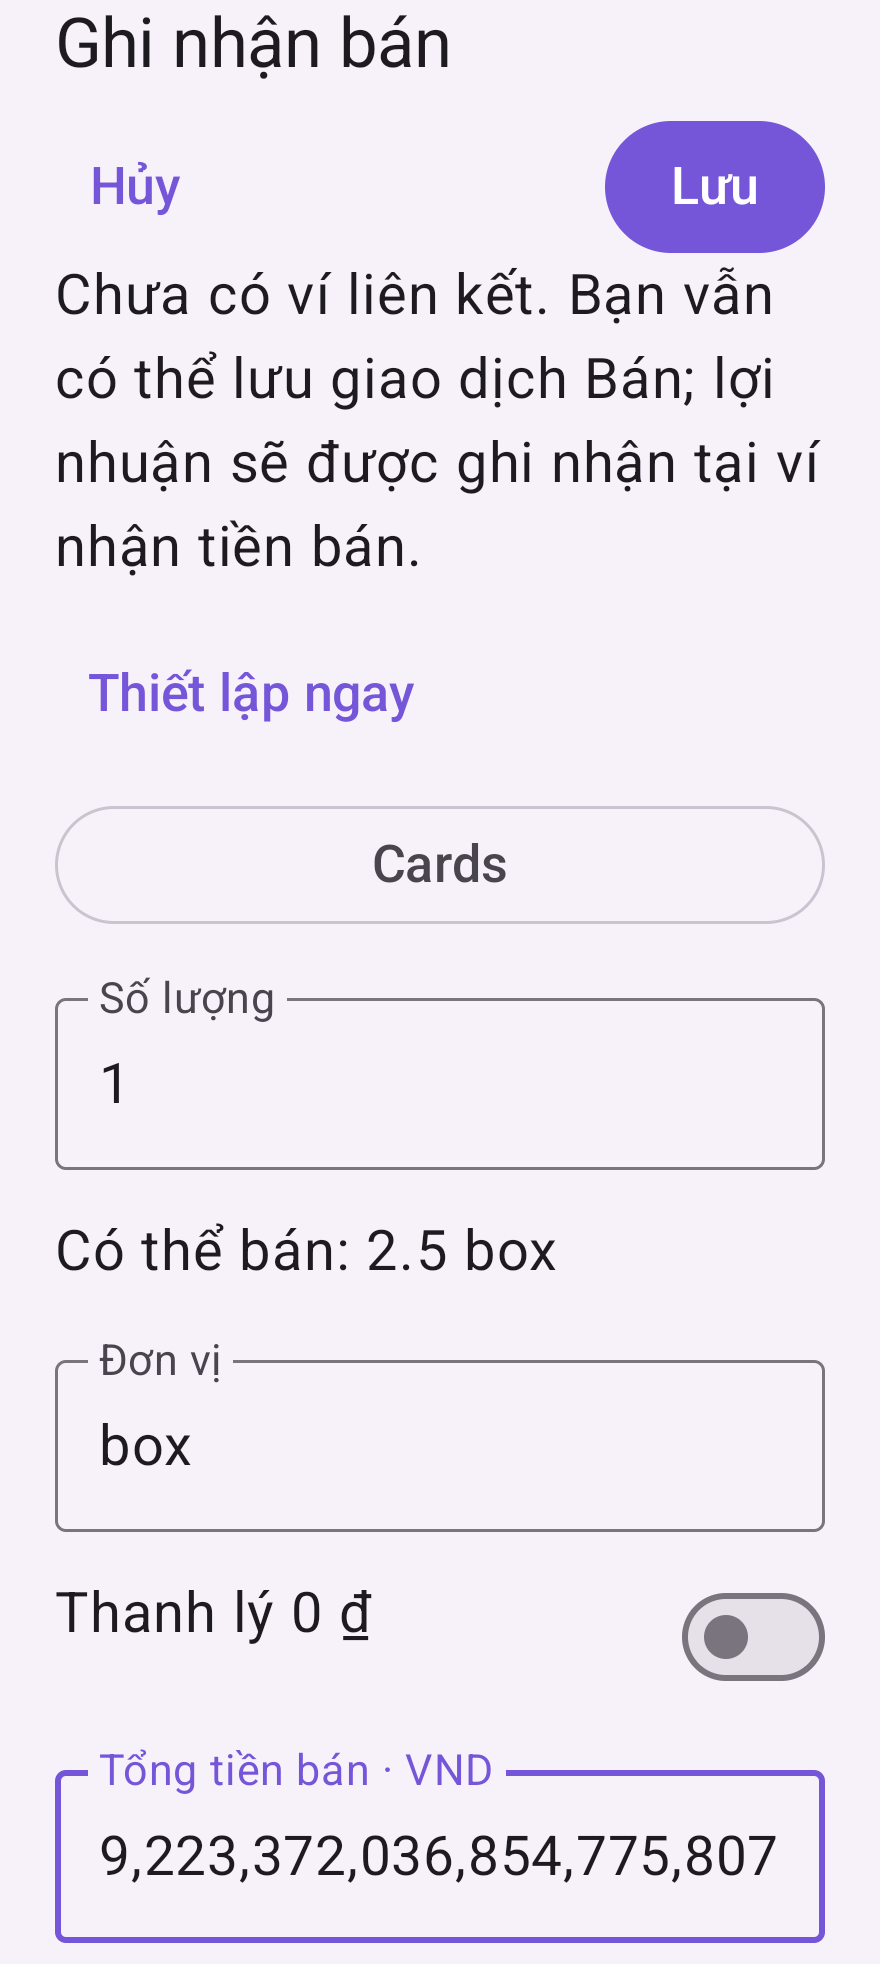 Ghi nhận bán
Hủy
Lưu
Chưa có ví liên kết. Bạn vẫn
có thể lưu giao dịch Bán; lợi
nhuận sẽ được ghi nhận tại ví
nhận tiền bán.
Thiết lập ngay
Cards
Số lượng
1
Có thể bán: 2.5 box
Đơn vị
box
Thanh lý 0 ₫
Tổng tiền bán · VND
9,223,372,036,854,775,807